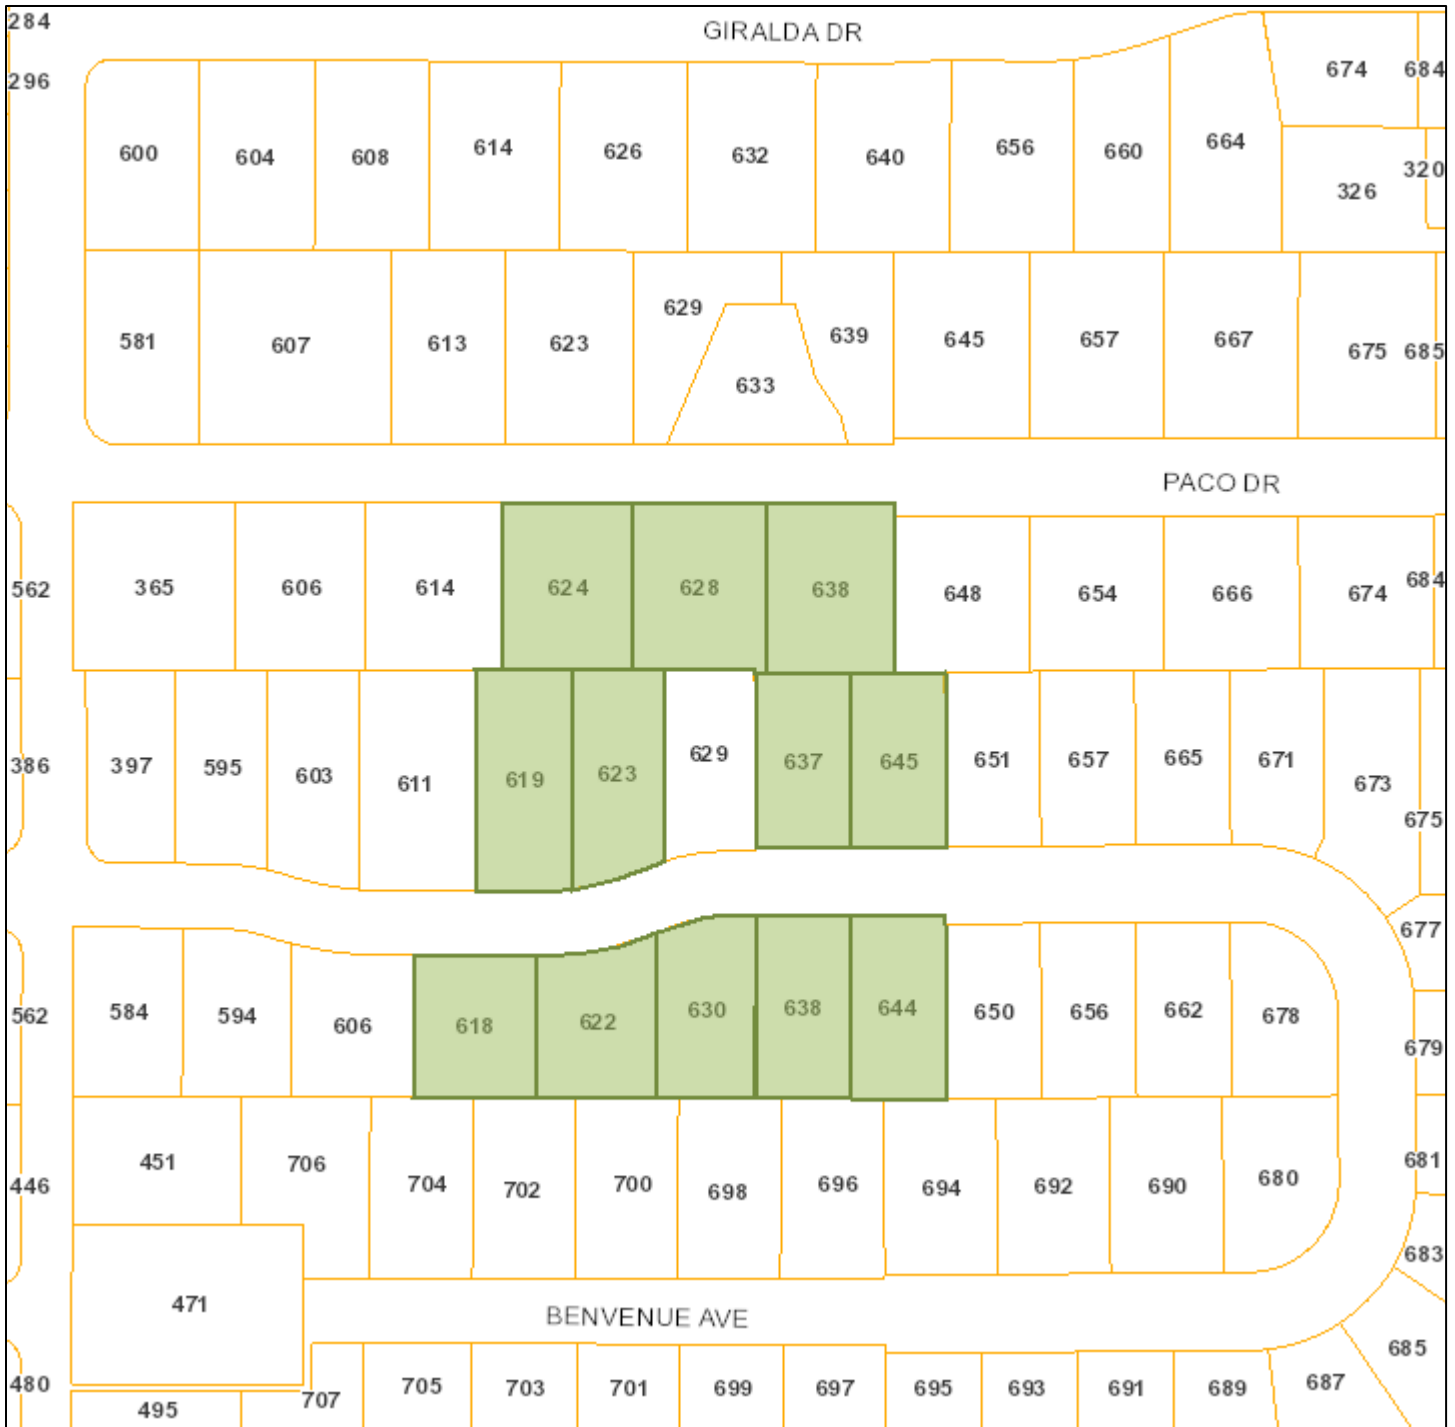 284
GIRALDA DR
296
674 684
600 604 608 614 626 632 640 656 660 664
326 320
581 607 613 623 629 633 639 645 657 667 675 685
PACO DR
562 365 606 614 624 628 638 648 654 666 674 684
386 397 595 603 611 619 623 629 637 645 651 657 665 671 673 675
677
562 584 594 606 618 622 630 638 644 650 656 662 678 679
446 451 706 704 702 700 698 696 694 692 690 680 681
683
471
BENVENUE AVE
685
480 495 707 705 703 701 699 697 695 693 691 689 687